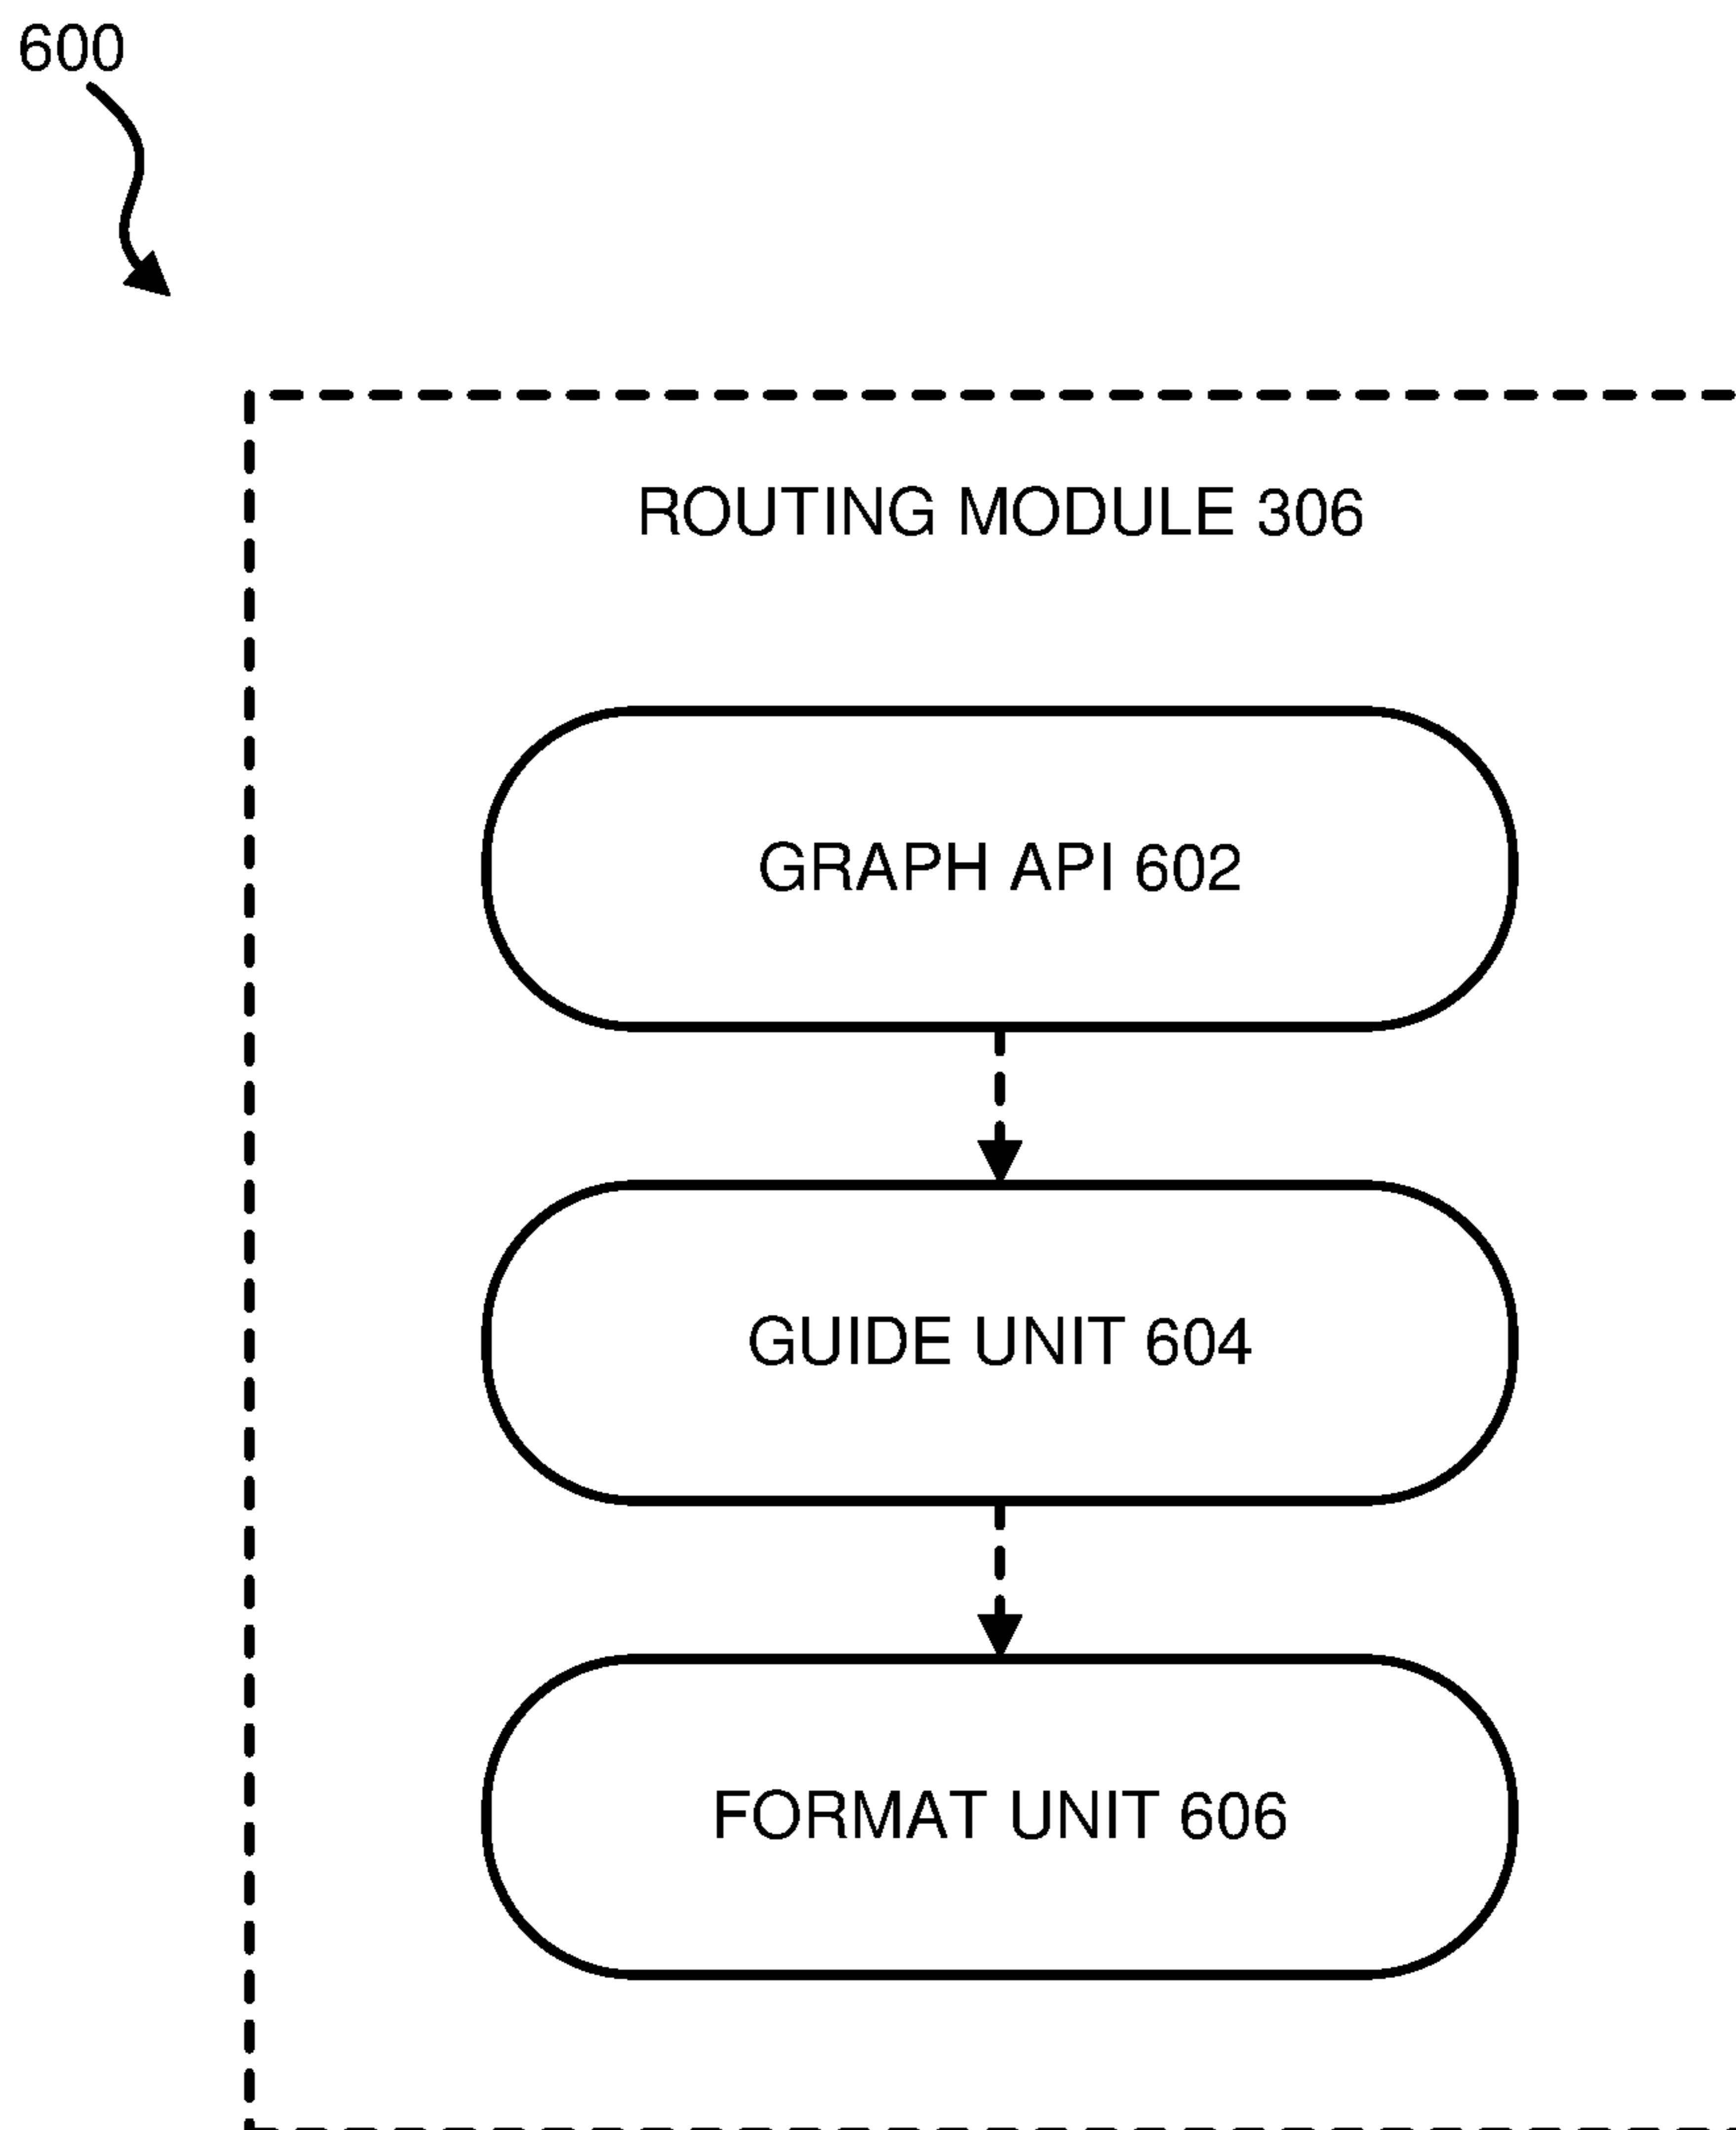 600
ROUTING MODULE 306
GRAPH API 602
GUIDE UNIT 604
FORMAT UNIT 606